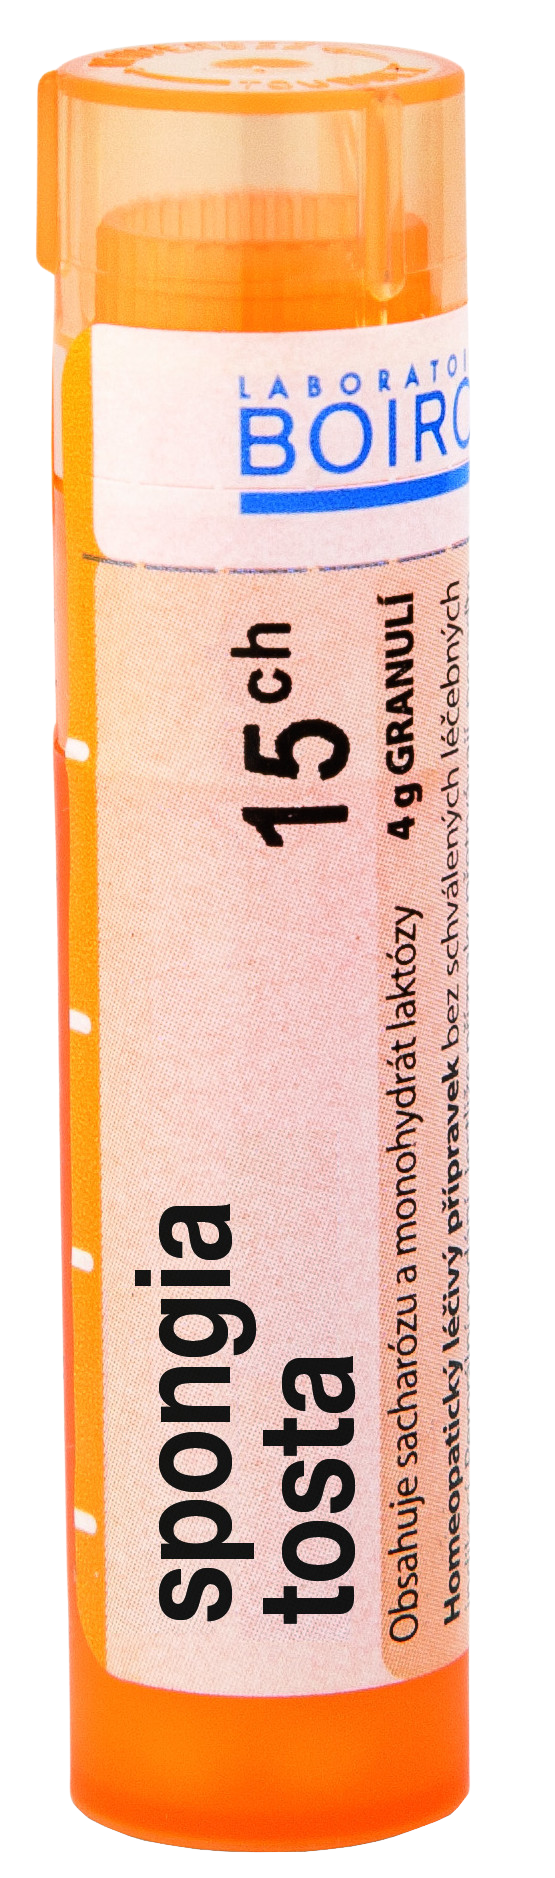 LABORATOI
BOIRO
15 ch
4 g GRANULÍ
spongia
tosta
Obsahuje sacharózu a monohydrát laktózy
Homeopatický léčivý přípravek bez schválených léčebných